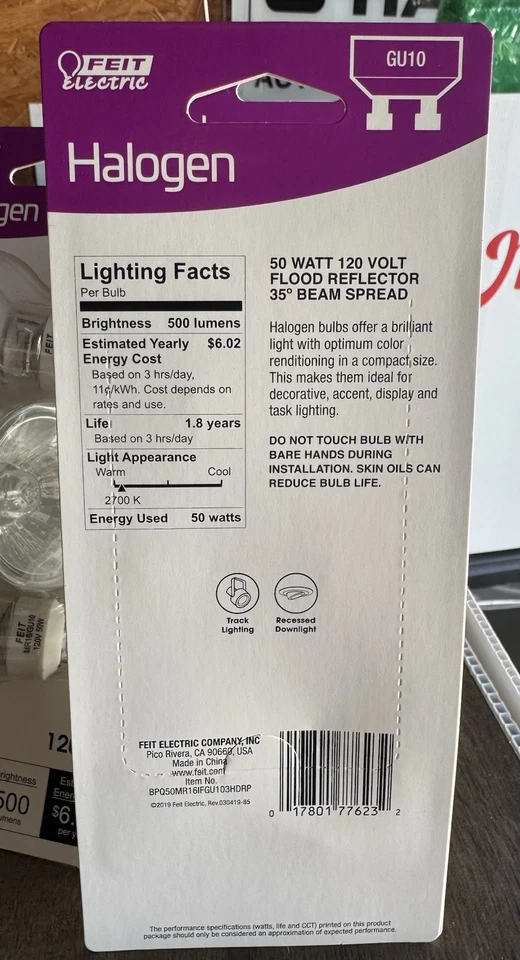 FEIT
Electric
GU10
Halogen
gen
Lighting Facts
Per Bulb
Brightness 500 lumens
Estimated Yearly $6.02
Energy Cost
Based on 3 hrs/day,
11¢/kWh. Cost depends on
rates and use.
Life 1.8 years
Based on 3 hrs/day
Light Appearance
Warm Cool
2700 K
Energy Used 50 watts
50 WATT 120 VOLT
FLOOD REFLECTOR
35° BEAM SPREAD
Halogen bulbs offer a brilliant
light with optimum color
renditioning in a compact size.
This makes them ideal for
decorative, accent, display and
task lighting.
DO NOT TOUCH BULB WITH
BARE HANDS DURING
INSTALLATION. SKIN OILS CAN
REDUCE BULB LIFE.
Track
Lighting
Recessed
Downlight
FEIT
FEIT
MR16/GU10
120V 50W
FEIT ELECTRIC COMPANY, INC
Pico Rivera, CA 90660, USA
Made in China
www.feit.com
Item No.
BPQ50MR16IFGU103HDRP
©2019 Feit Electric, Rev.030419-85
0 17801 77623 2
The performance specifications (watts, life and CCT) printed on this product
package should only be considered an approximation of expected performance.